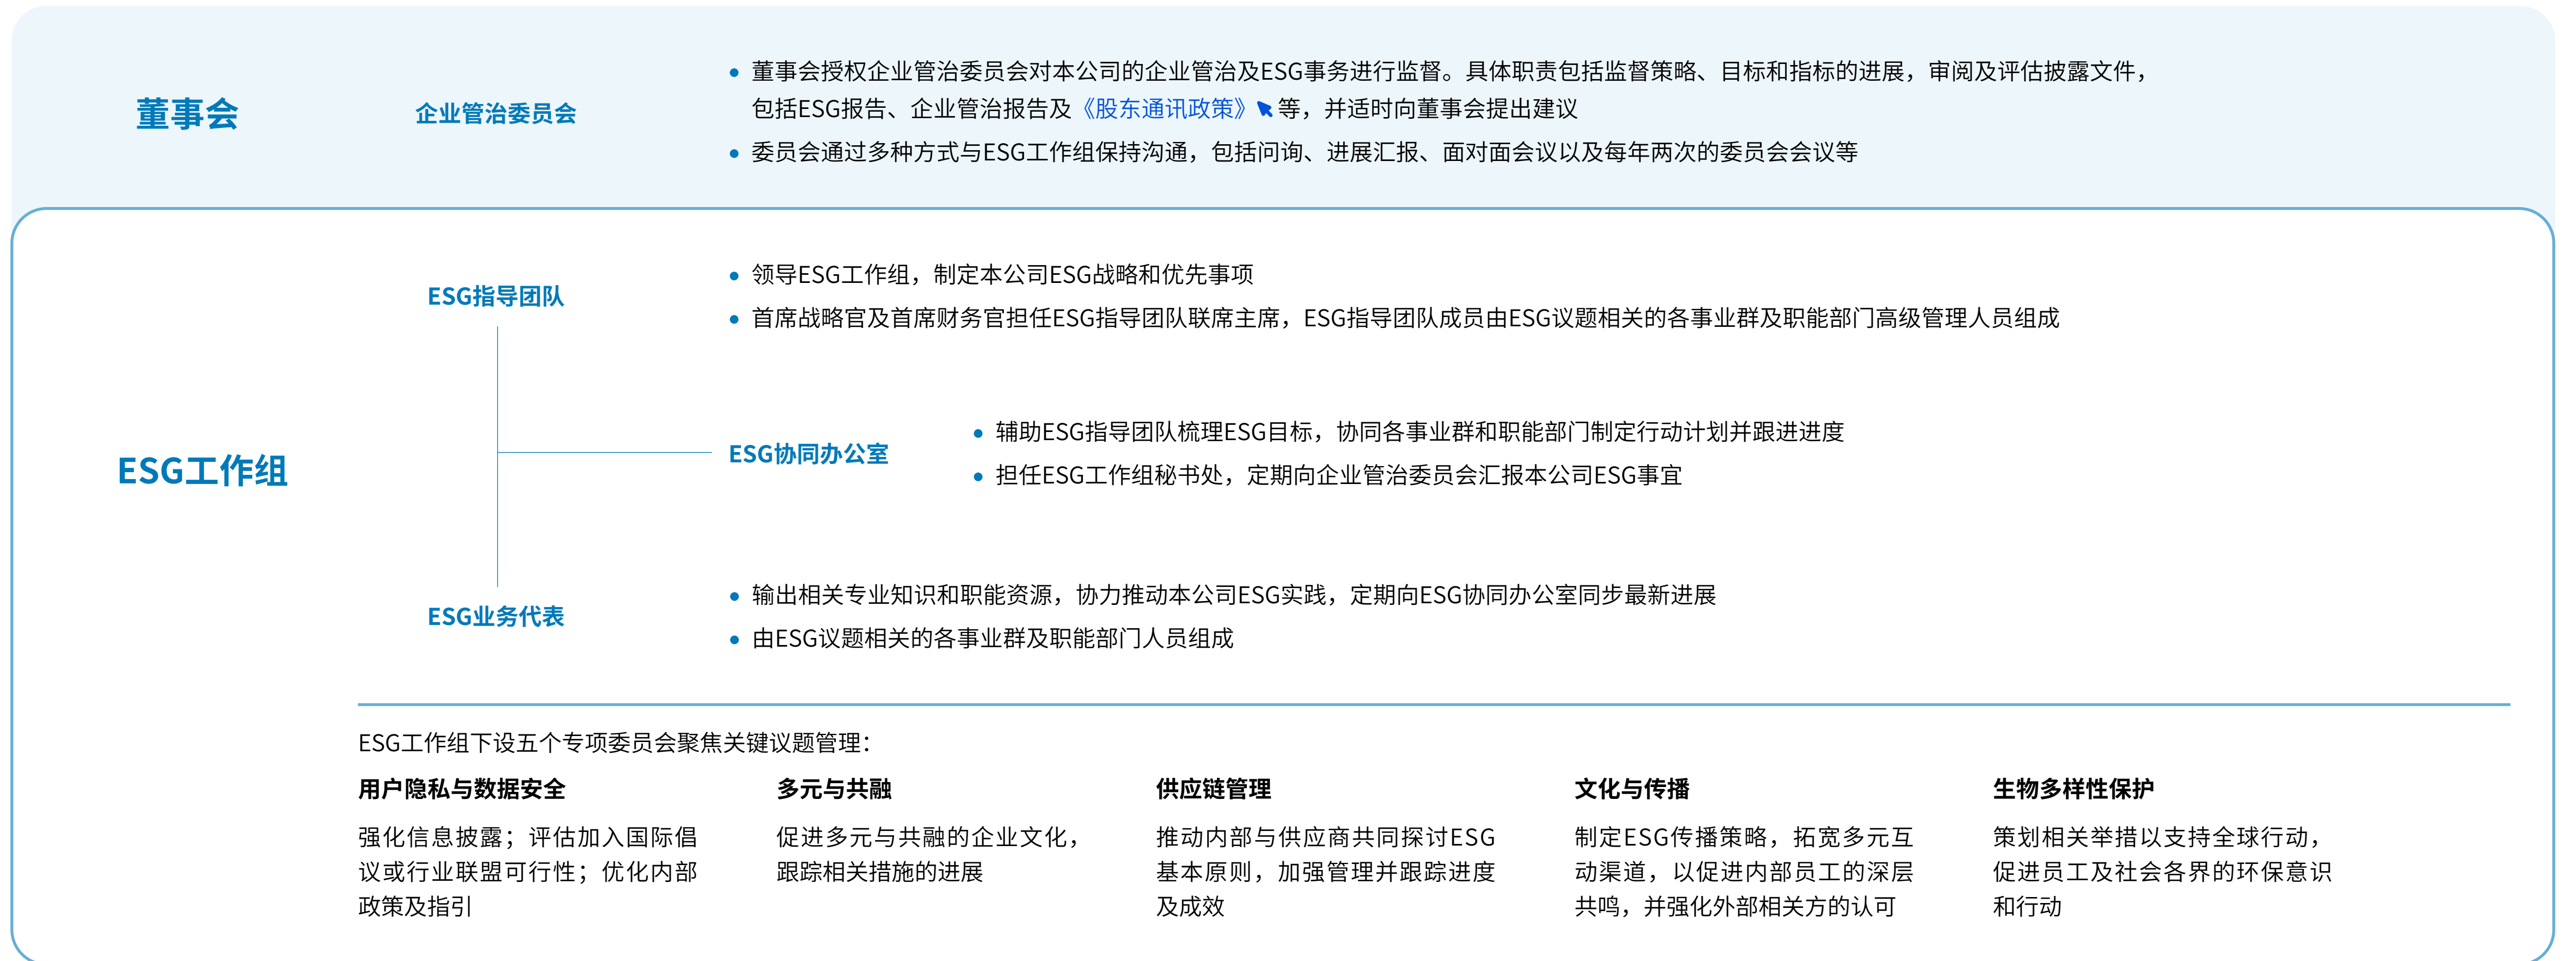 董事会
企业管治委员会
• 董事会授权企业管治委员会对本公司的企业管治及ESG事务进行监督。具体职责包括监督策略、目标和指标的进展，审阅及评估披露文件，
包括ESG报告、企业管治报告及《股东通讯政策》等，并适时向董事会提出建议
• 委员会通过多种方式与ESG工作组保持沟通，包括问询、进展汇报、面对面会议以及每年两次的委员会会议等
ESG工作组
ESG指导团队
• 领导ESG工作组，制定本公司ESG战略和优先事项
• 首席战略官及首席财务官担任ESG指导团队联席主席，ESG指导团队成员由ESG议题相关的各事业群及职能部门高级管理人员组成
ESG协同办公室
• 辅助ESG指导团队梳理ESG目标，协同各事业群和职能部门制定行动计划并跟进进度
• 担任ESG工作组秘书处，定期向企业管治委员会汇报本公司ESG事宜
ESG业务代表
• 输出相关专业知识和职能资源，协力推动本公司ESG实践，定期向ESG协同办公室同步最新进展
• 由ESG议题相关的各事业群及职能部门人员组成
ESG工作组下设五个专项委员会聚焦关键议题管理：
用户隐私与数据安全
强化信息披露；评估加入国际倡
议或行业联盟可行性；优化内部
政策及指引
多元与共融
促进多元与共融的企业文化，
跟踪相关措施的进展
供应链管理
推动内部与供应商共同探讨ESG
基本原则，加强管理并跟踪进度
及成效
文化与传播
制定ESG传播策略，拓宽多元互
动渠道，以促进内部员工的深层
共鸣，并强化外部相关方的认可
生物多样性保护
策划相关举措以支持全球行动，
促进员工及社会各界的环保意识
和行动